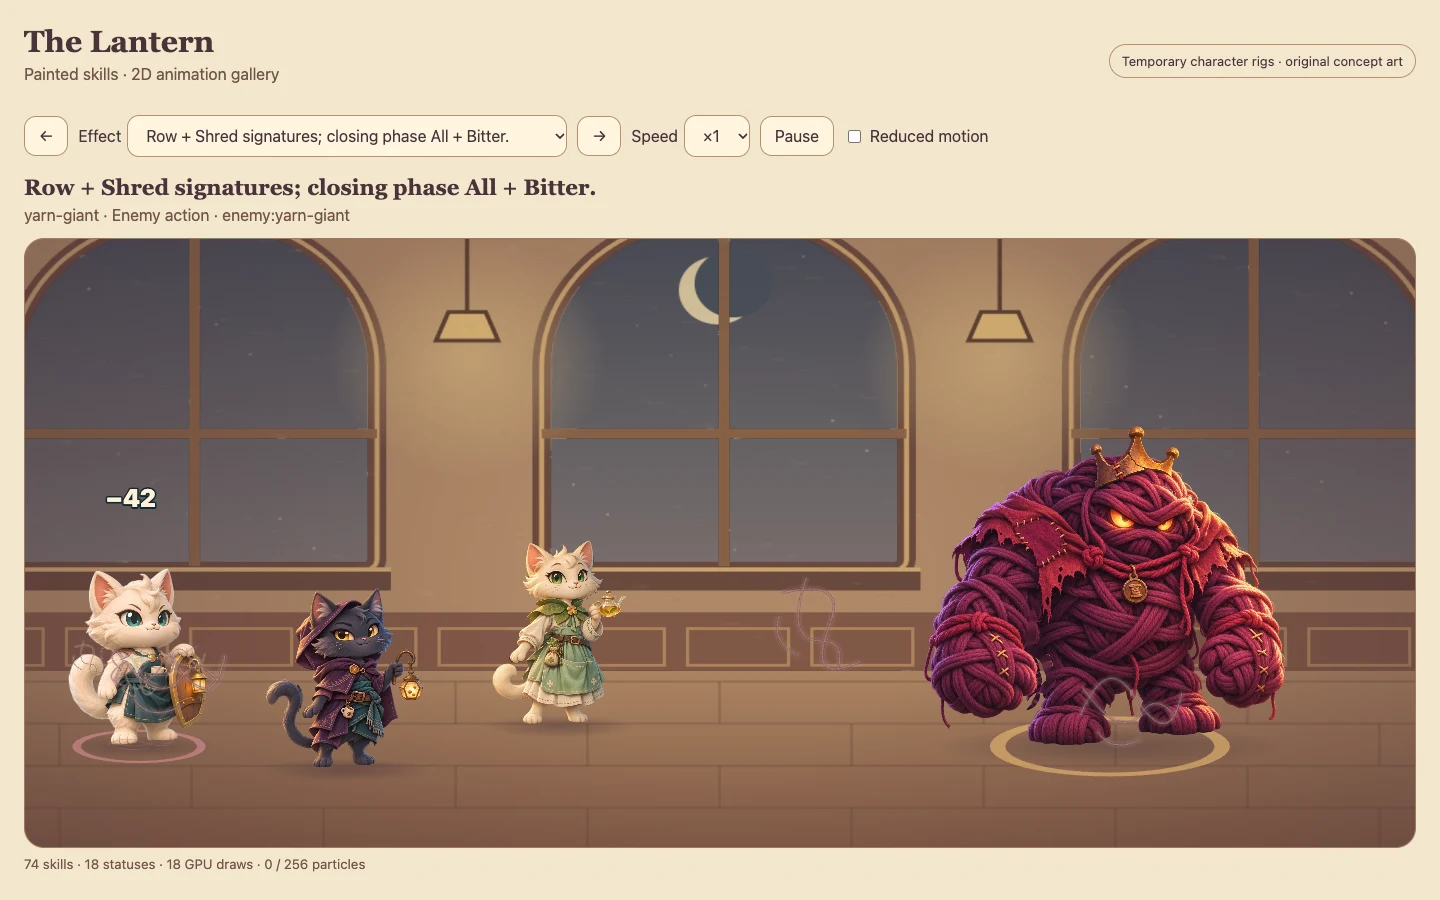 The Lantern
Painted skills · 2D animation gallery
Temporary character rigs · original concept art
← Effect Row + Shred signatures; closing phase All + Bitter. → Speed ×1 Pause Reduced motion
Row + Shred signatures; closing phase All + Bitter.
yarn-giant · Enemy action · enemy:yarn-giant
–42
74 skills · 18 statuses · 18 GPU draws · 0 / 256 particles